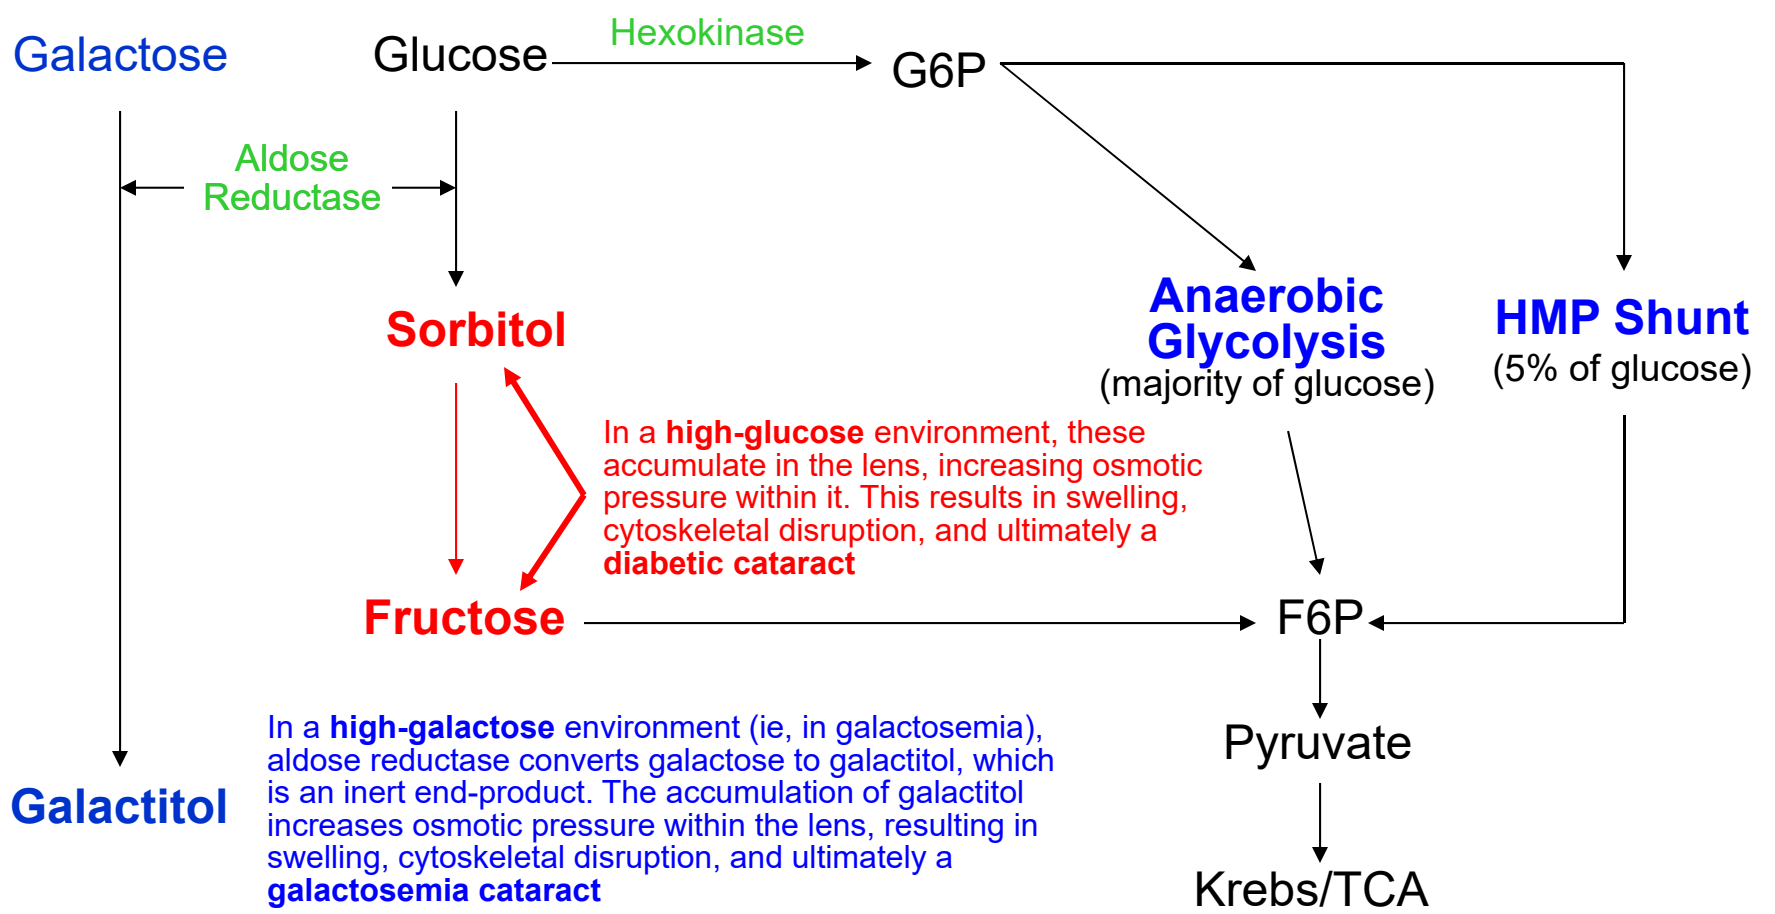 Galactose
Glucose
Hexokinase
G6P
Aldose
Reductase
Sorbitol
Anaerobic
Glycolysis
(majority of glucose)
HMP Shunt
(5% of glucose)
In a high-glucose environment, these
accumulate in the lens, increasing osmotic
pressure within it. This results in swelling,
cytoskeletal disruption, and ultimately a
diabetic cataract
Fructose
F6P
Pyruvate
Krebs/TCA
Galactitol
In a high-galactose environment (ie, in galactosemia),
aldose reductase converts galactose to galactitol, which
is an inert end-product. The accumulation of galactitol
increases osmotic pressure within the lens, resulting in
swelling, cytoskeletal disruption, and ultimately a
galactosemia cataract